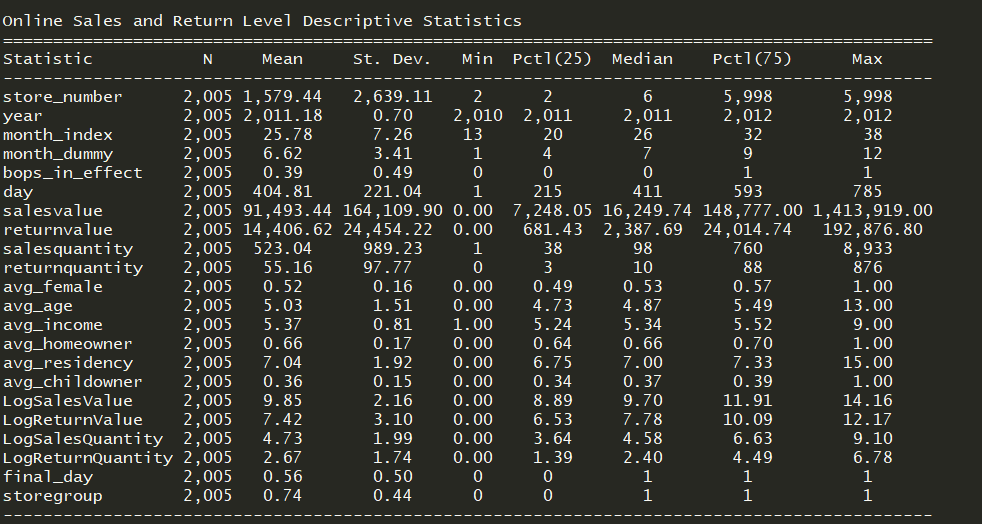 Online Sales and Return Level Descriptive Statistics
==============================================================================================
Statistic N Mean St. Dev. Min Pctl(25) Median Pctl(75) Max
----------------------------------------------------------------------------------------------
store_number 2,005 1,579.44 2,639.11 2 2 6 5,998 5,998
year 2,005 2,011.18 0.70 2,010 2,011 2,011 2,012 2,012
month_index 2,005 25.78 7.26 13 20 26 32 38
month_dummy 2,005 6.62 3.41 1 4 7 9 12
bops_in_effect 2,005 0.39 0.49 0 0 0 1 1
day 2,005 404.81 221.04 1 215 411 593 785
salesvalue 2,005 91,493.44 164,109.90 0.00 7,248.05 16,249.74 148,777.00 1,413,919.00
returnvalue 2,005 14,406.62 24,454.22 0.00 681.43 2,387.69 24,014.74 192,876.80
salesquantity 2,005 523.04 989.23 1 38 98 760 8,933
returnquantity 2,005 55.16 97.77 0 3 10 88 876
avg_female 2,005 0.52 0.16 0.00 0.49 0.53 0.57 1.00
avg_age 2,005 5.03 1.51 0.00 4.73 4.87 5.49 13.00
avg_income 2,005 5.37 0.81 1.00 5.24 5.34 5.52 9.00
avg_homeowner 2,005 0.66 0.17 0.00 0.64 0.66 0.70 1.00
avg_residency 2,005 7.04 1.92 0.00 6.75 7.00 7.33 15.00
avg_childowner 2,005 0.36 0.15 0.00 0.34 0.37 0.39 1.00
LogSalesValue 2,005 9.85 2.16 0.00 8.89 9.70 11.91 14.16
LogReturnValue 2,005 7.42 3.10 0.00 6.53 7.78 10.09 12.17
LogSalesQuantity 2,005 4.73 1.99 0.00 3.64 4.58 6.63 9.10
LogReturnQuantity 2,005 2.67 1.74 0.00 1.39 2.40 4.49 6.78
final_day 2,005 0.56 0.50 0 0 1 1 1
storegroup 2,005 0.74 0.44 0 0 1 1 1
----------------------------------------------------------------------------------------------